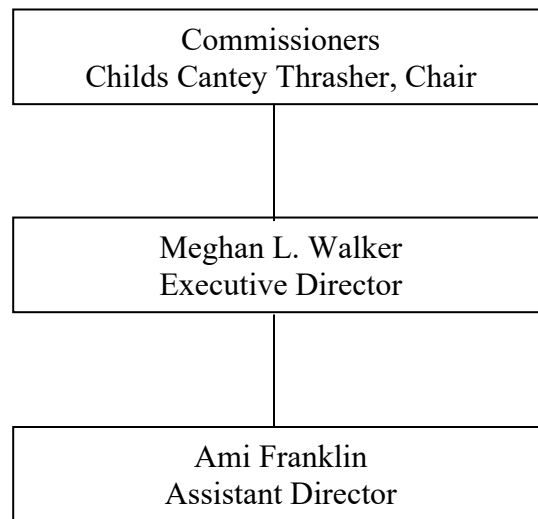 Commissioners
Childs Cantey Thrasher, Chair
Meghan L. Walker
Executive Director
Ami Franklin
Assistant Director